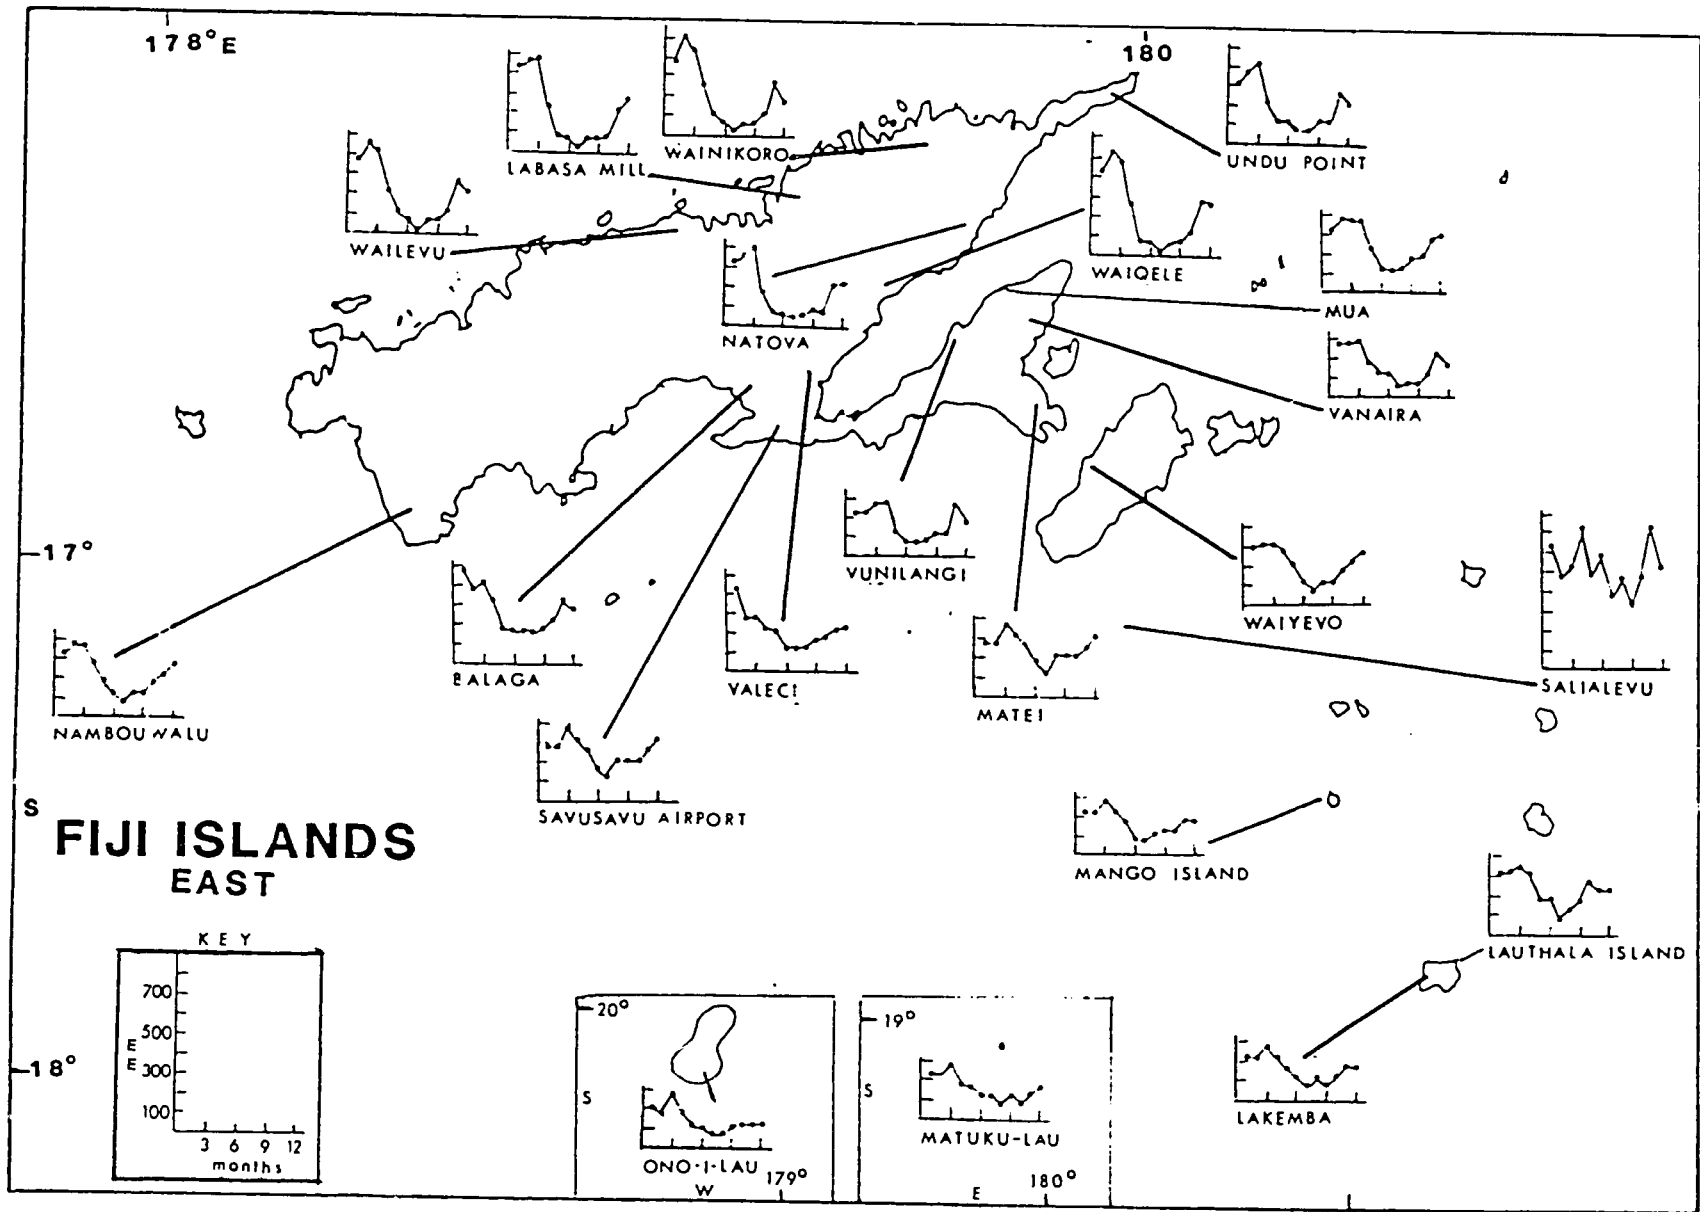 178°E
180
LABASA MILL
WAINIKORO
UNDU POINT
WAILEVU
WAIQELE
MUA
NATOVA
VANAIRA
17°
VUNILANGI
WAIYEVO
BALAGA
VALECI
MATEI
SALIALEVU
NAMBOUWALU
SAVUSAVU AIRPORT
S
FIJI ISLANDS
EAST
MANGO ISLAND
LAUTHALA ISLAND
KEY
700
500
E
E 300
100
3 6 9 12
months
18°
20°
S
ONO-I-LAU
179°
W
19°
S
MATUKU-LAU
180°
E
LAKEMBA